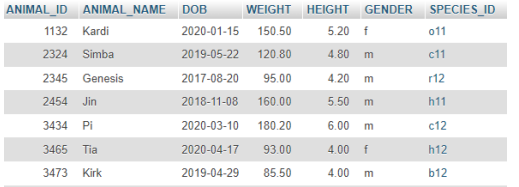 ANIMAL_ID ANIMAL_NAME DOB WEIGHT HEIGHT GENDER SPECIES_ID
1132 Kardi 2020-01-15 150.50 5.20 f o11
2324 Simba 2019-05-22 120.80 4.80 m c11
2345 Genesis 2017-08-20 95.00 4.20 m r12
2454 Jin 2018-11-08 160.00 5.50 m h11
3434 Pi 2020-03-10 180.20 6.00 m c12
3465 Tia 2020-04-17 93.00 4.00 f h12
3473 Kirk 2019-04-29 85.50 4.00 m b12